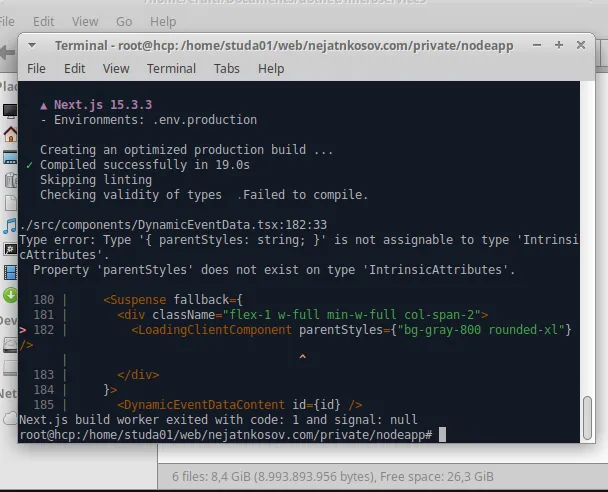 File Edit View Go Help
Terminal - root@hcp: /home/studa01/web/nejatnkosov.com/private/nodeapp
File Edit View Terminal Tabs Help
▲ Next.js 15.3.3
- Environments: .env.production
Creating an optimized production build ...
✓ Compiled successfully in 19.0s
Skipping linting
Checking validity of types .Failed to compile.
./src/components/DynamicEventData.tsx:182:33
Type error: Type '{ parentStyles: string; }' is not assignable to type 'Intrinsi
cAttributes'.
Property 'parentStyles' does not exist on type 'IntrinsicAttributes'.
180 | <Suspense fallback={
181 | <div className="flex-1 w-full min-w-full col-span-2">
> 182 | <LoadingClientComponent parentStyles={"bg-gray-800 rounded-xl"}
/>
| ^
183 | </div>
184 | }>
185 | <DynamicEventDataContent id={id} />
Next.js build worker exited with code: 1 and signal: null
root@hcp:/home/studa01/web/nejatnkosov.com/private/nodeapp#
6 files: 8,4 GiB (8.993.893.956 bytes), Free space: 26,3 GiB